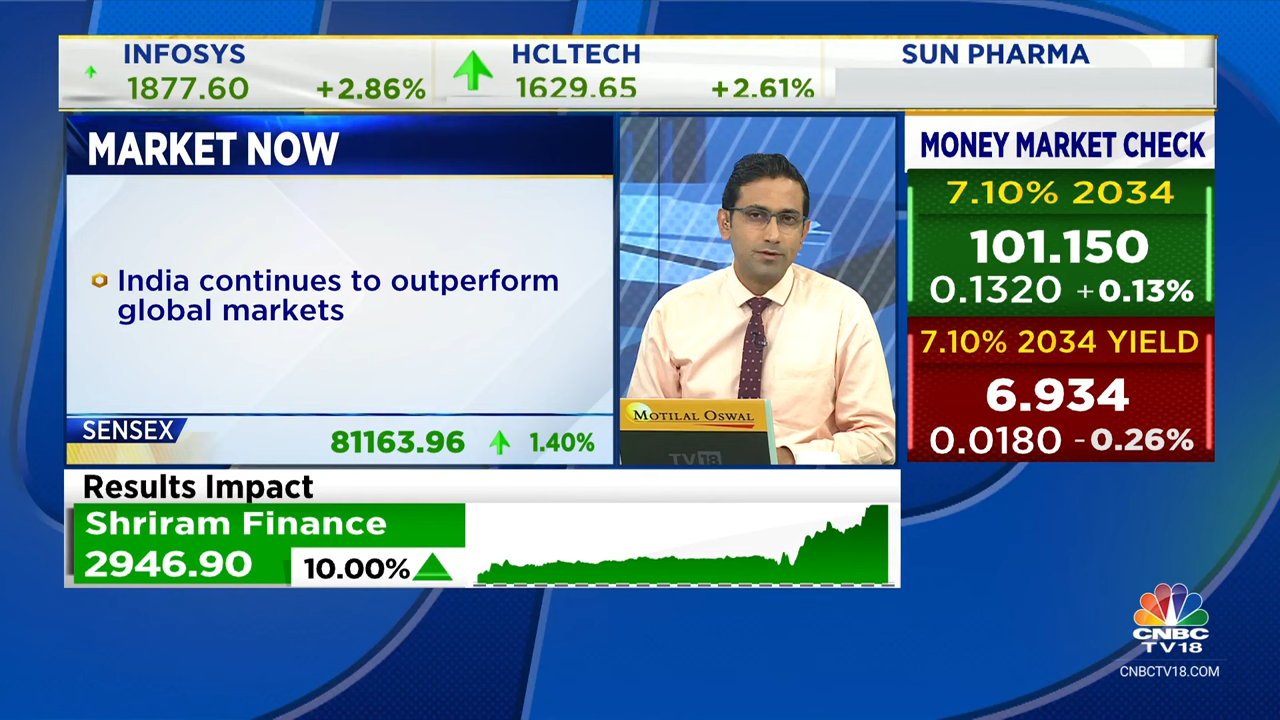 INFOSYS
1877.60 +2.86%
HCLTECH
1629.65 +2.61%
SUN PHARMA
MARKET NOW
India continues to outperform
global markets
SENSEX
81163.96 1.40%
MOTILAL OSWAL
TV18
MONEY MARKET CHECK
7.10% 2034
101.150
0.1320 +0.13%
7.10% 2034 YIELD
6.934
0.0180 -0.26%
Results Impact
Shriram Finance
2946.90 10.00%
CNBC
TV18
CNBCTV18.COM